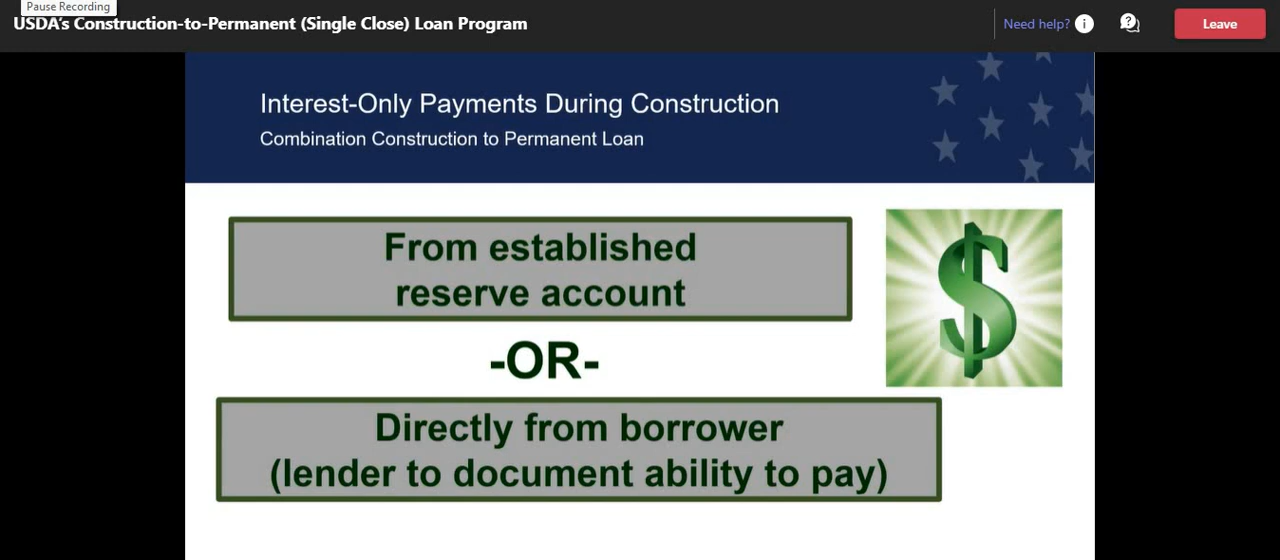 Pause Recording
USDA's Construction-to-Permanent (Single Close) Loan Program
Need help?
Leave
Interest-Only Payments During Construction
Combination Construction to Permanent Loan
From established
reserve account
-OR-
Directly from borrower
(lender to document ability to pay)